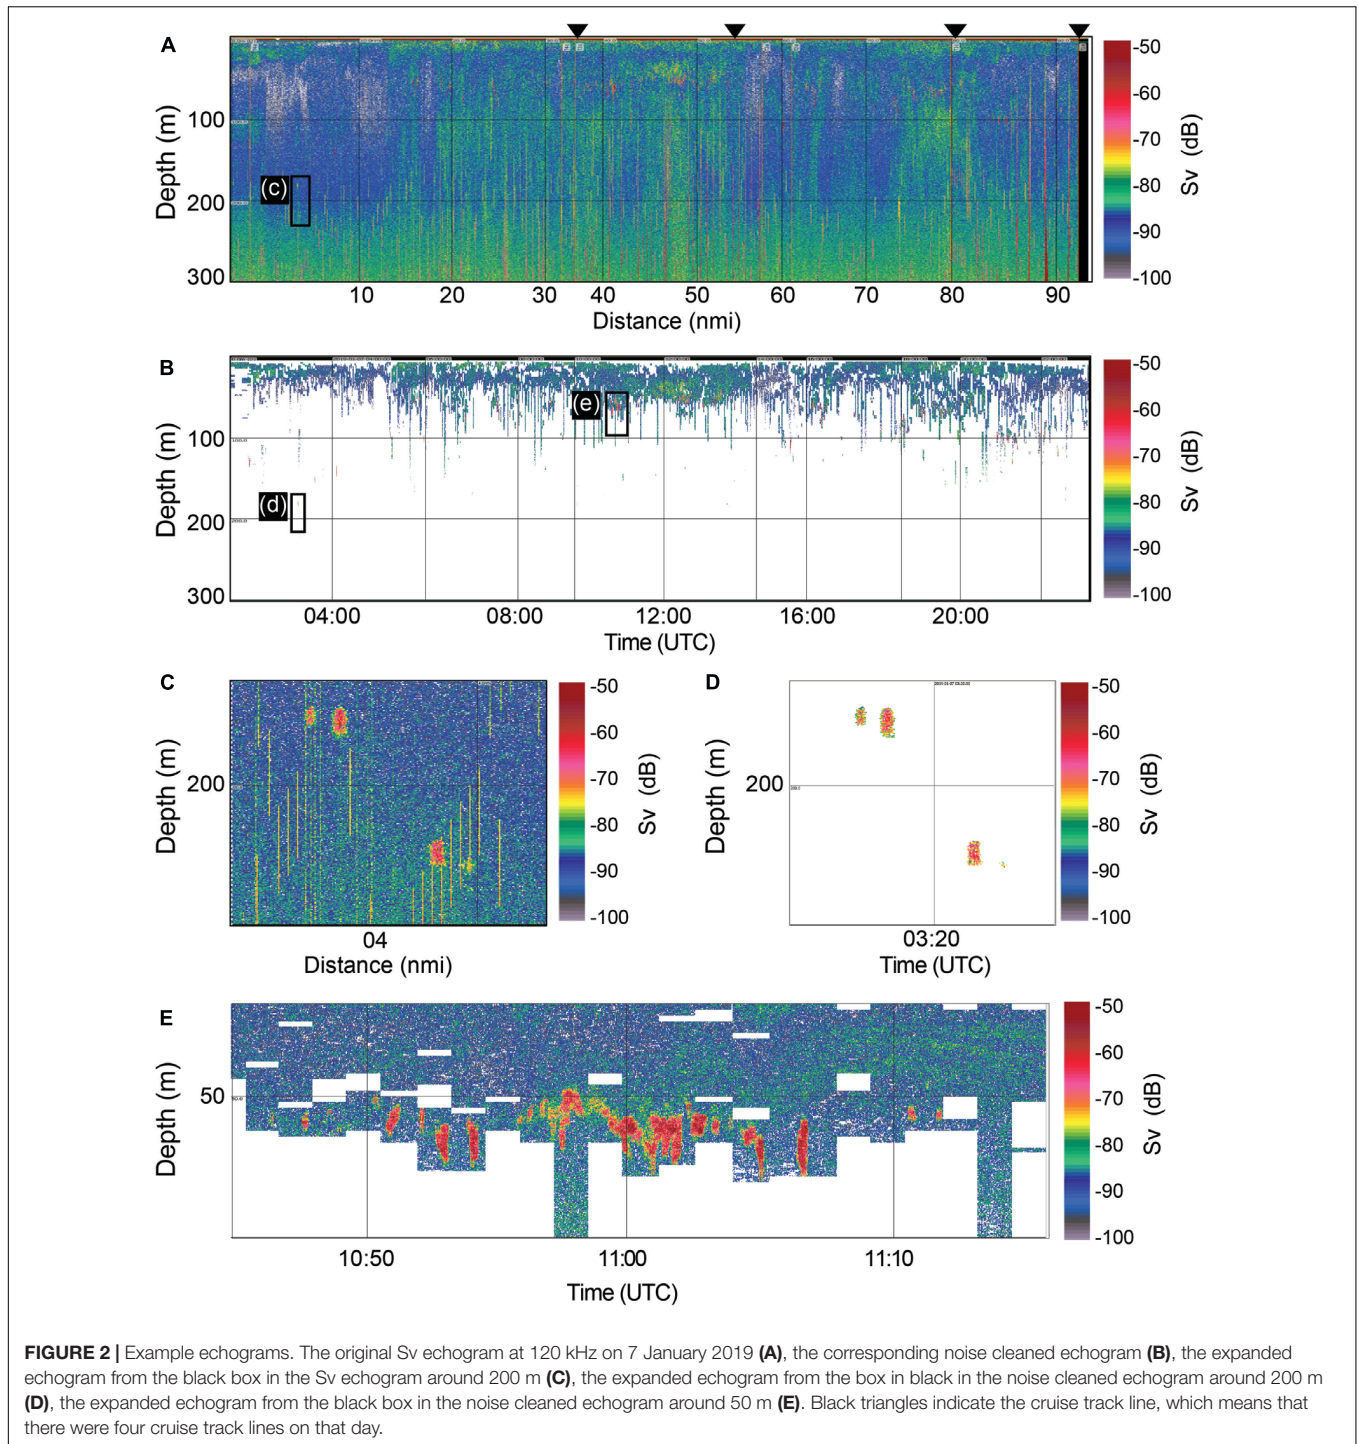 A
Depth (m)
100
200
300
(c)
10 20 30 40 50 60 70 80 90
Distance (nmi)
-50
-60
-70
-80
-90
-100
Sv (dB)
B
Depth (m)
100
200
300
(e)
(d)
04:00 08:00 12:00 16:00 20:00
Time (UTC)
-50
-60
-70
-80
-90
-100
Sv (dB)
C
Depth (m)
200
04
Distance (nmi)
-50
-60
-70
-80
-90
-100
Sv (dB)
D
Depth (m)
200
03:20
Time (UTC)
-50
-60
-70
-80
-90
-100
Sv (dB)
E
Depth (m)
50
10:50 11:00 11:10
Time (UTC)
-50
-60
-70
-80
-90
-100
Sv (dB)
FIGURE 2 | Example echograms. The original Sv echogram at 120 kHz on 7 January 2019 (A), the corresponding noise cleaned echogram (B), the expanded
echogram from the black box in the Sv echogram around 200 m (C), the expanded echogram from the box in black in the noise cleaned echogram around 200 m
(D), the expanded echogram from the black box in the noise cleaned echogram around 50 m (E). Black triangles indicate the cruise track line, which means that
there were four cruise track lines on that day.